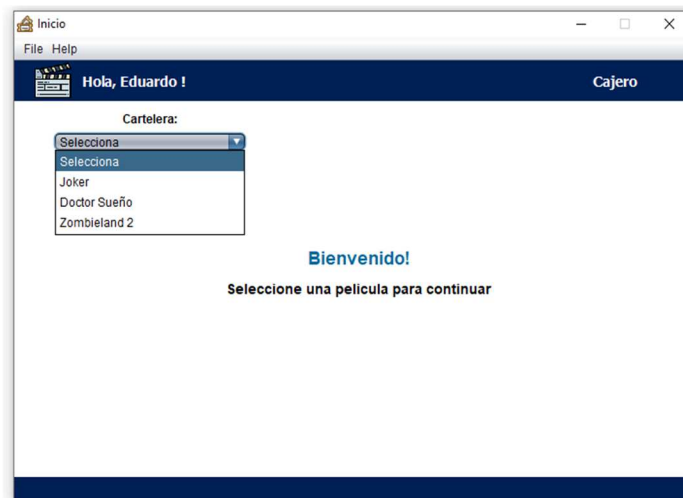 Inicio
File Help
Hola, Eduardo !
Cajero
Cartelera:
Selecciona
Selecciona
Joker
Doctor Sueño
Zombieland 2
Bienvenido!
Seleccione una pelicula para continuar